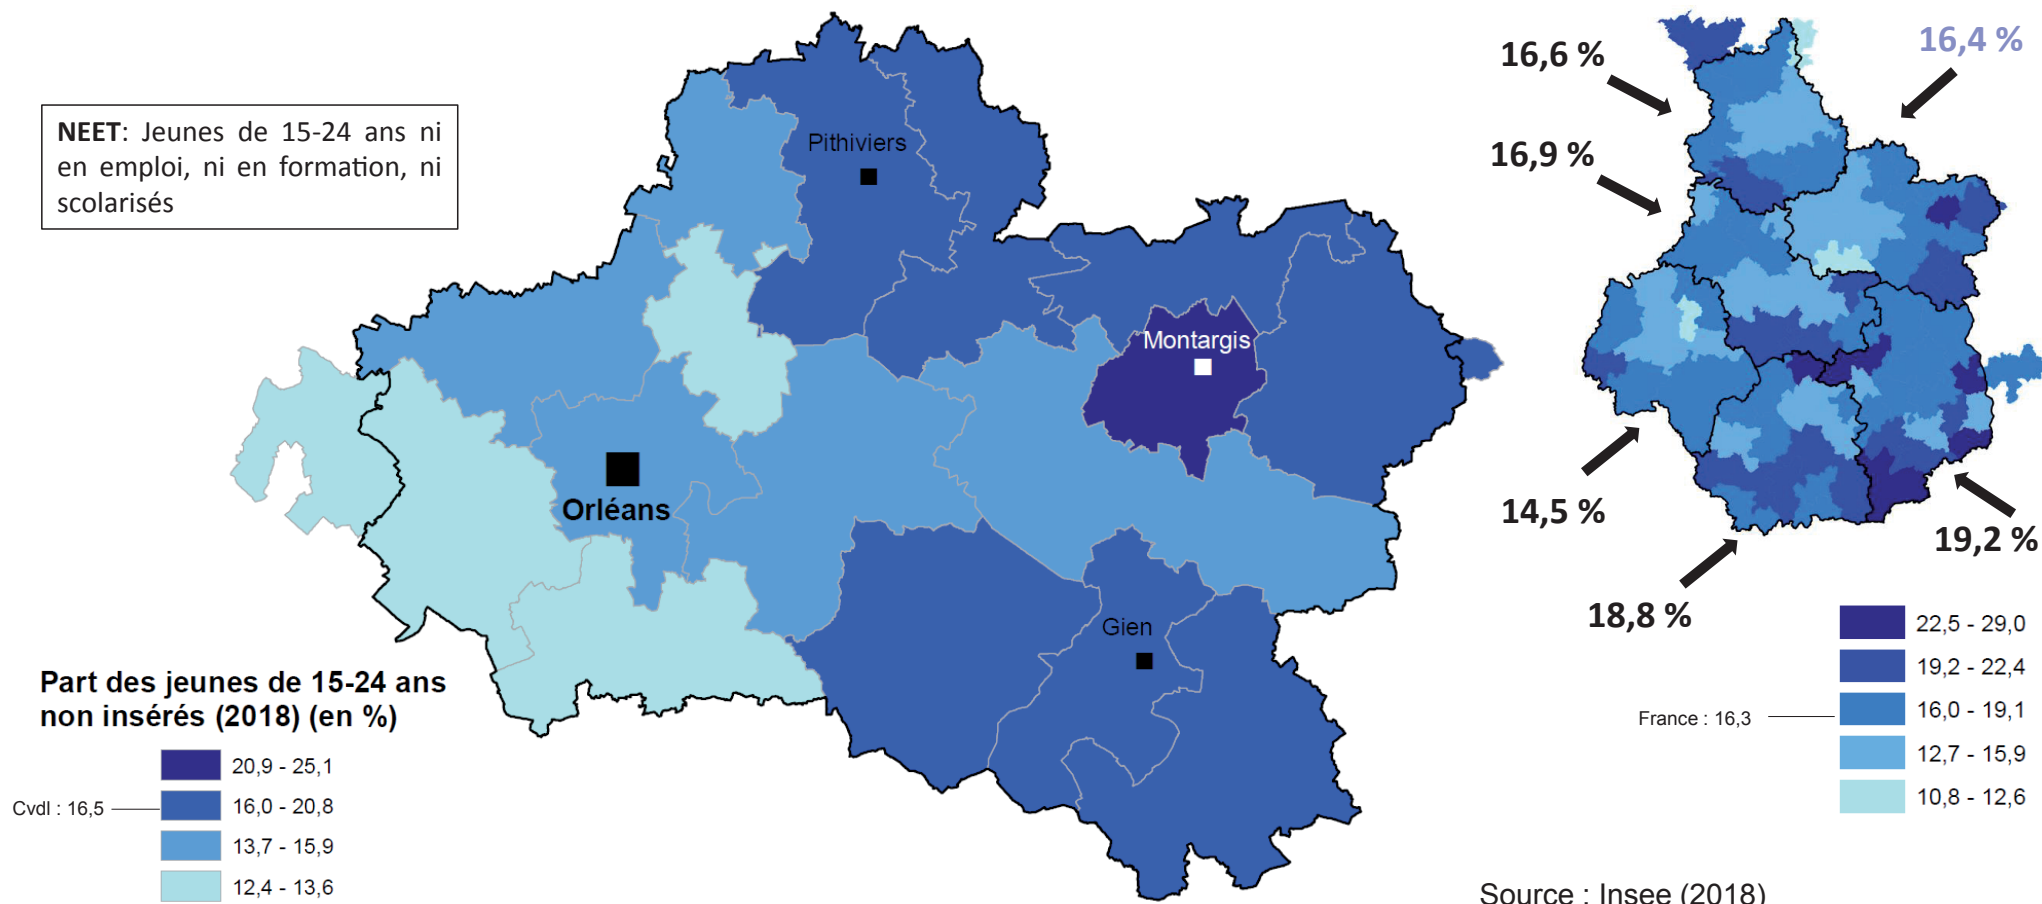 NEET: Jeunes de 15-24 ans ni
en emploi, ni en formation, ni
scolarisés
Pithiviers
Montargis
Orléans
Gien
Part des jeunes de 15-24 ans
non insérés (2018) (en %)
20,9 - 25,1
Cvdl : 16,5
16,0 - 20,8
13,7 - 15,9
12,4 - 13,6
16,6 %
16,4 %
16,9 %
14,5 %
19,2 %
18,8 %
22,5 - 29,0
19,2 - 22,4
France : 16,3
16,0 - 19,1
12,7 - 15,9
10,8 - 12,6
Source : Insee (2018)